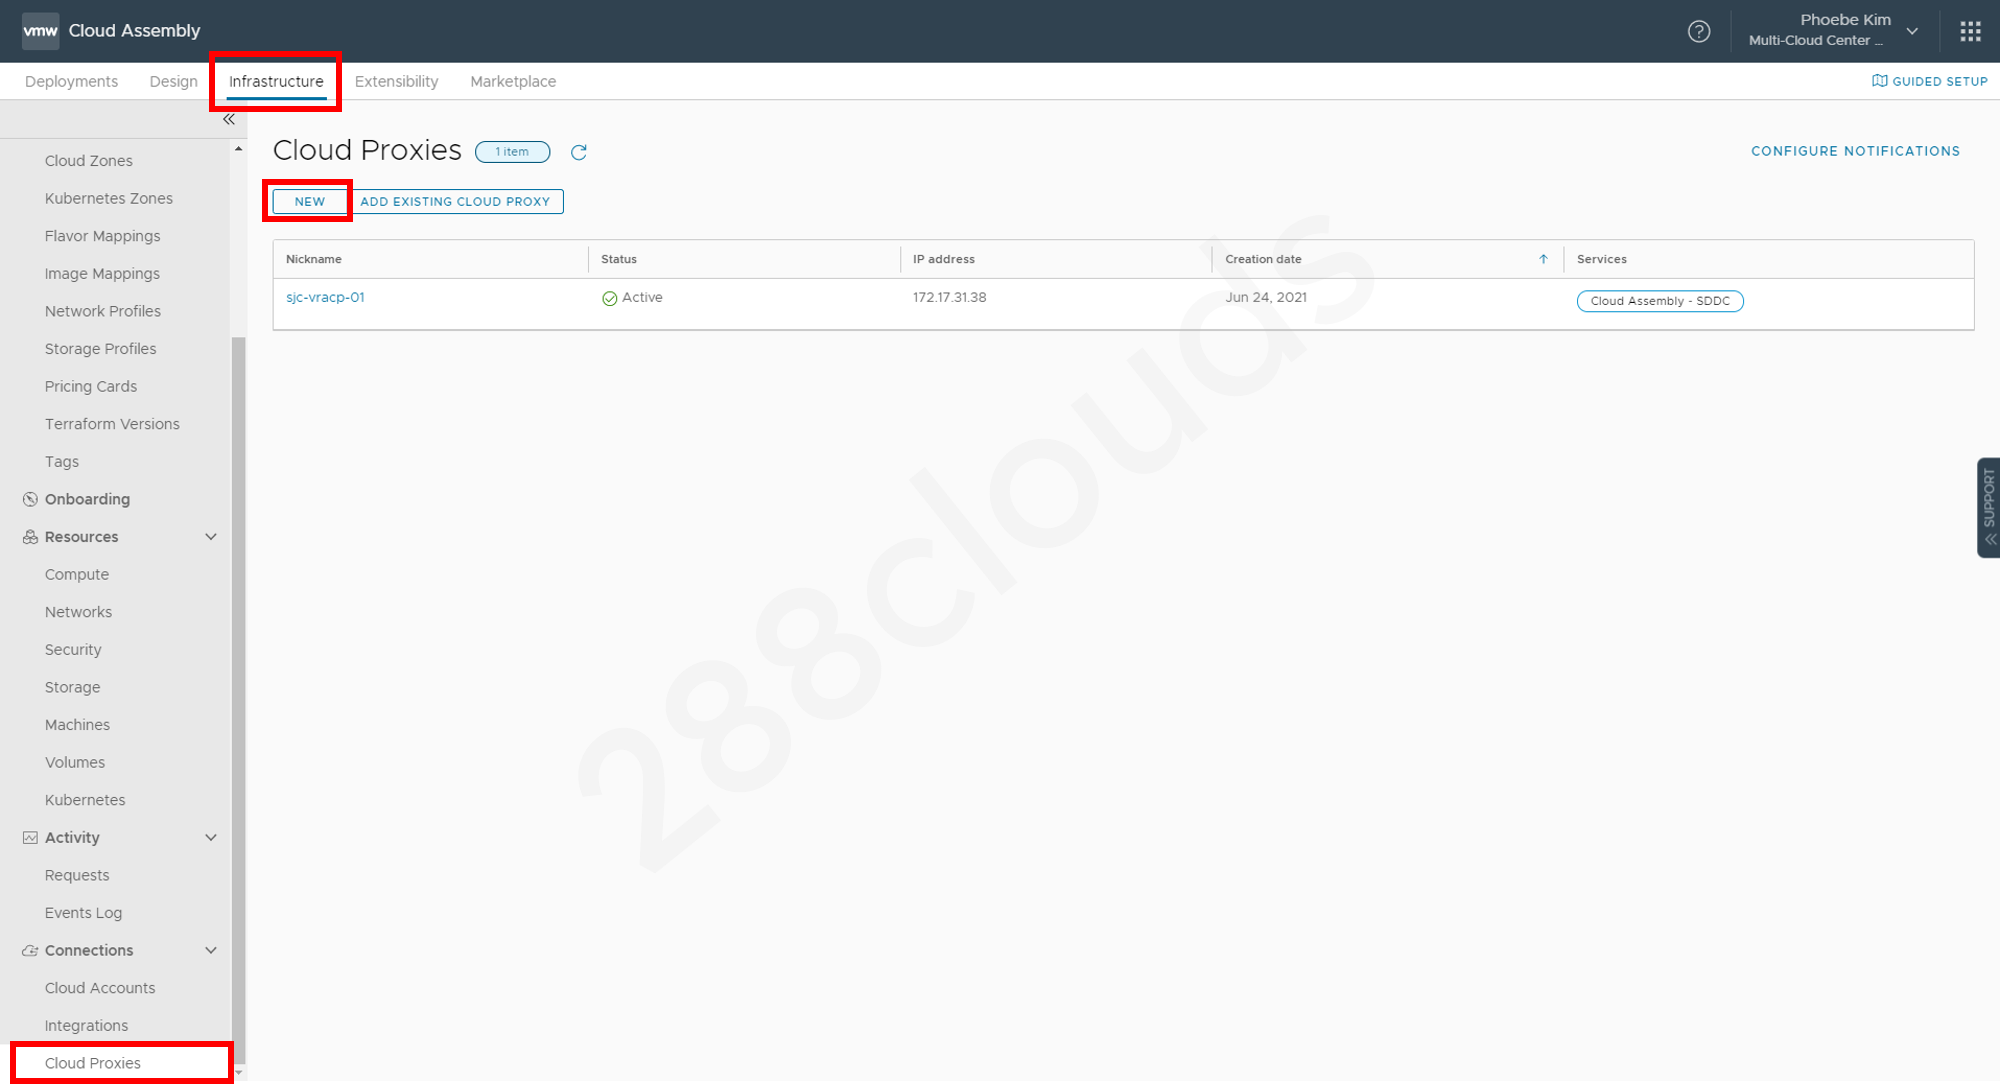 vmw Cloud Assembly
Phoebe Kim
Multi-Cloud Center ...
Deployments Design Infrastructure Extensibility Marketplace GUIDED SETUP
Cloud Zones
Kubernetes Zones
Flavor Mappings
Image Mappings
Network Profiles
Storage Profiles
Pricing Cards
Terraform Versions
Tags
Onboarding
Resources
Compute
Networks
Security
Storage
Machines
Volumes
Kubernetes
Activity
Requests
Events Log
Connections
Cloud Accounts
Integrations
Cloud Proxies
Cloud Proxies 1 item CONFIGURE NOTIFICATIONS
NEW ADD EXISTING CLOUD PROXY
Nickname Status IP address Creation date Services
sjc-vracp-01 Active 172.17.31.38 Jun 24, 2021 Cloud Assembly - SDDC
SUPPORT
288clouds